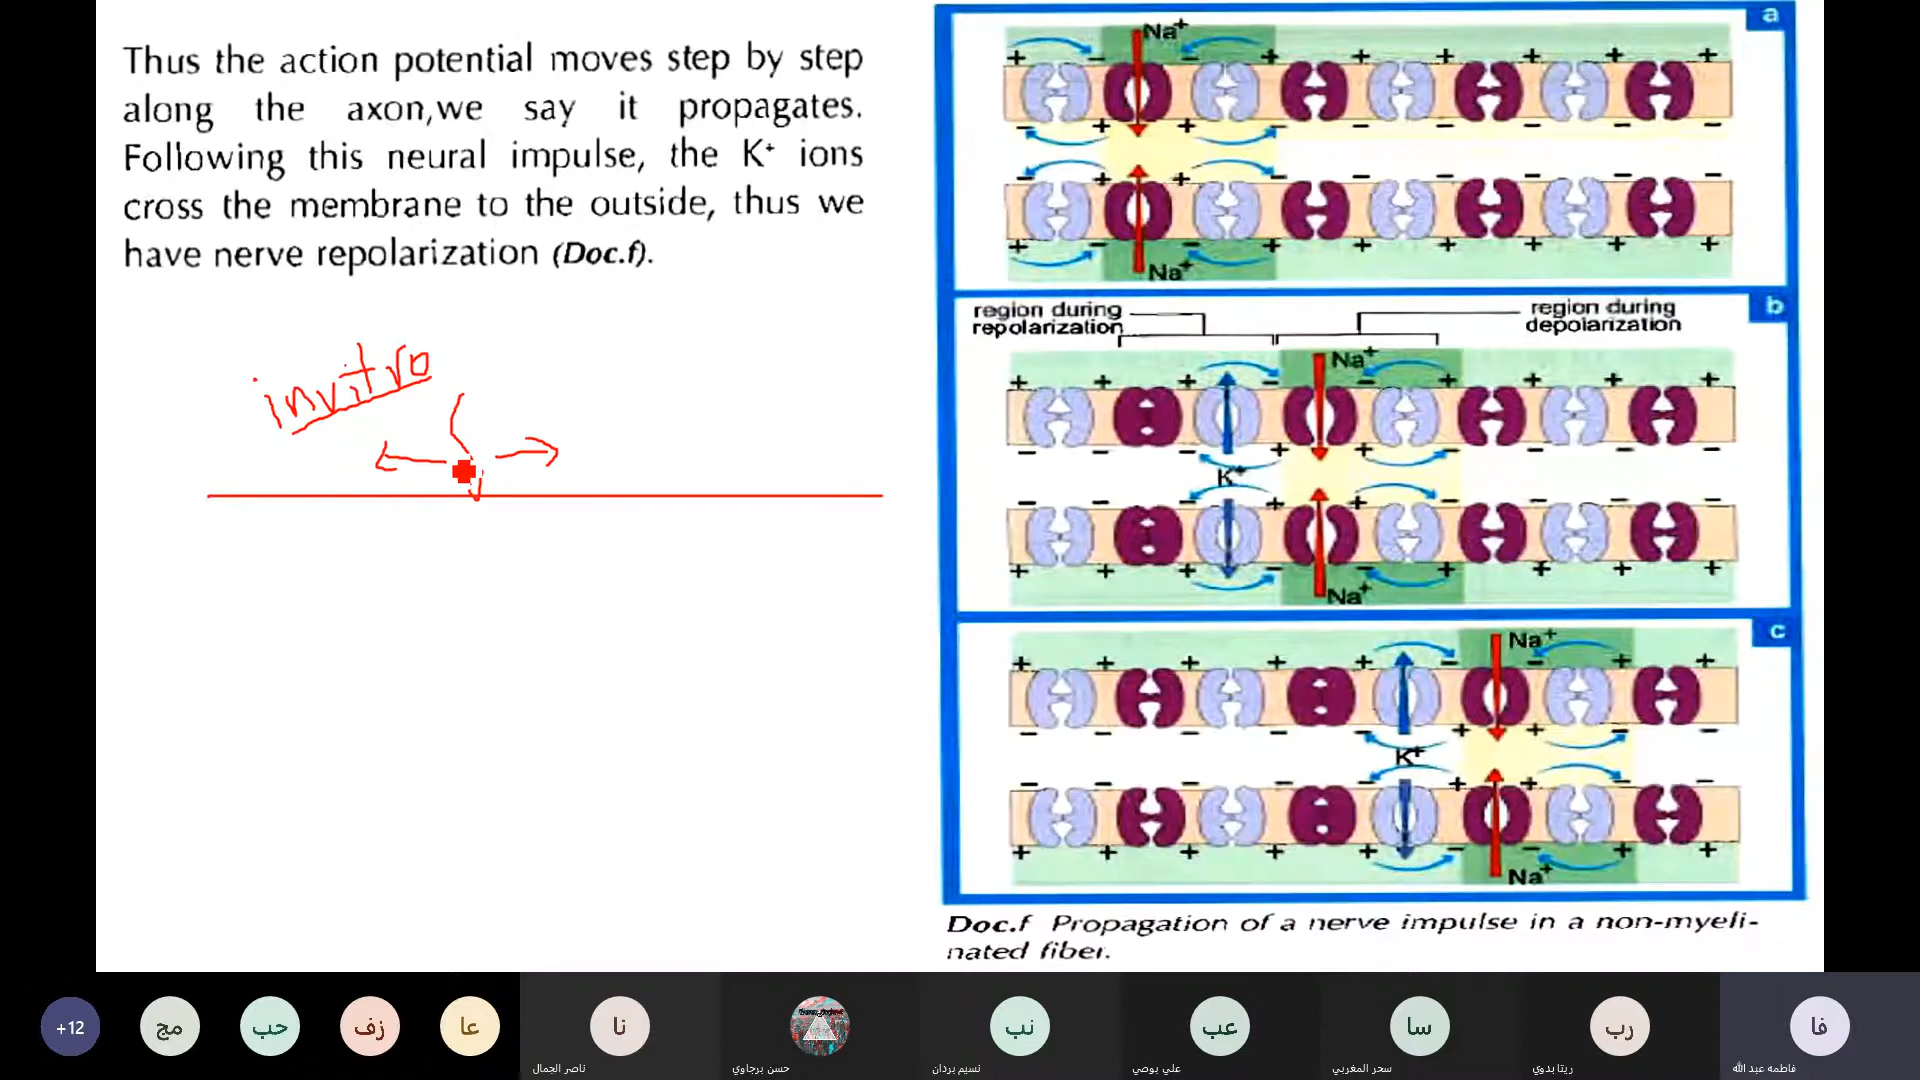 Thus the action potential moves step by step
along the axon,we say it propagates.
Following this neural impulse, the K⁺ ions
cross the membrane to the outside, thus we
have nerve repolarization (Doc.f).
invitro
a
Na⁺
Na⁺
b
region during
repolarization
region during
depolarization
Na⁺
K⁺
Na⁺
c
Na⁺
K⁺
Na⁺
Doc.f Propagation of a nerve impulse in a non-myeli-
nated fiber.
+12
مج
حب
زف
عا
نا
نب
عب
سا
رب
فا
ناصر الجمال
حسن برجاوي
نسيم بردان
علي بوصي
سحر المغربي
ريتا بدوي
فاطمه عبد الله